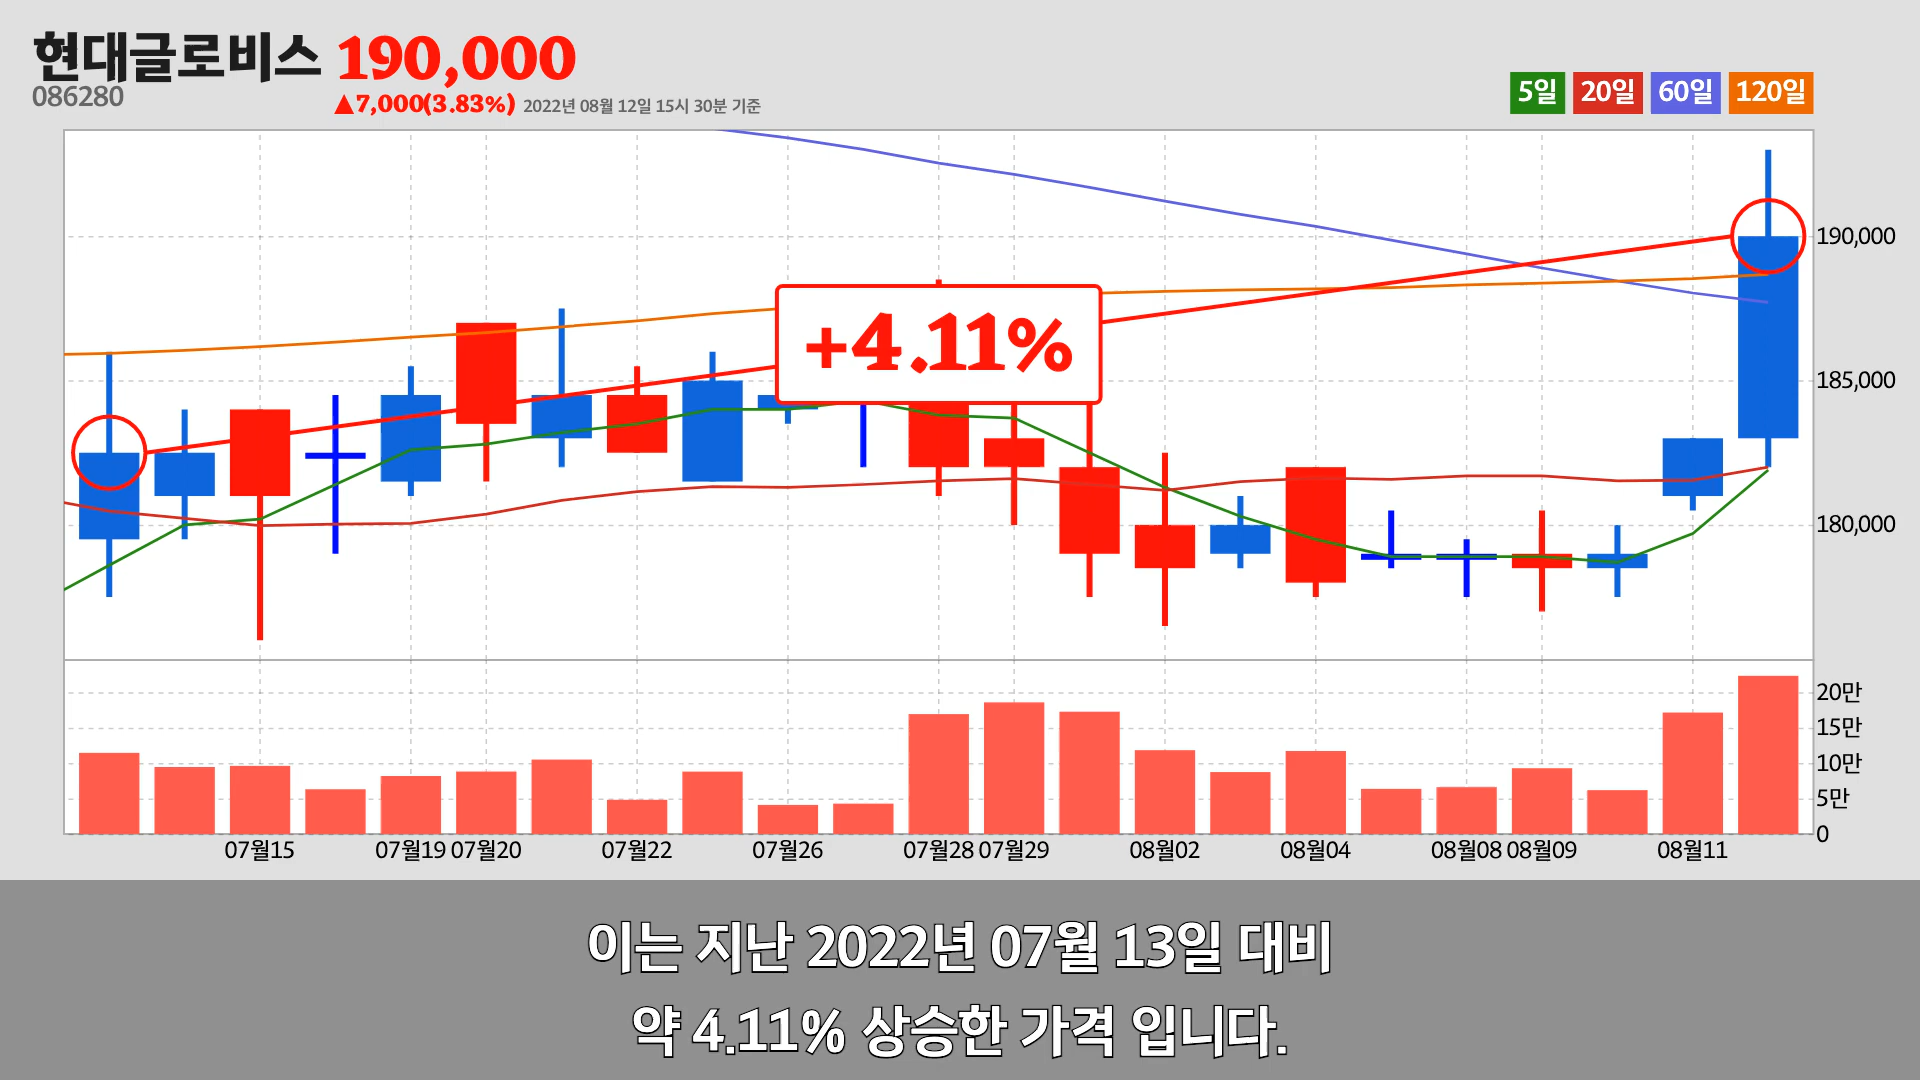 현대글로비스 190,000
086280
▲7,000(3.83%) 2022년 08월 12일 15시 30분 기준
5일 20일 60일 120일
+4.11%
190,000
185,000
180,000
20만
15만
10만
5만
0
07월15 07월19 07월20 07월22 07월26 07월28 07월29 08월02 08월04 08월08 08월09 08월11
이는 지난 2022년 07월 13일 대비
약 4.11% 상승한 가격 입니다.